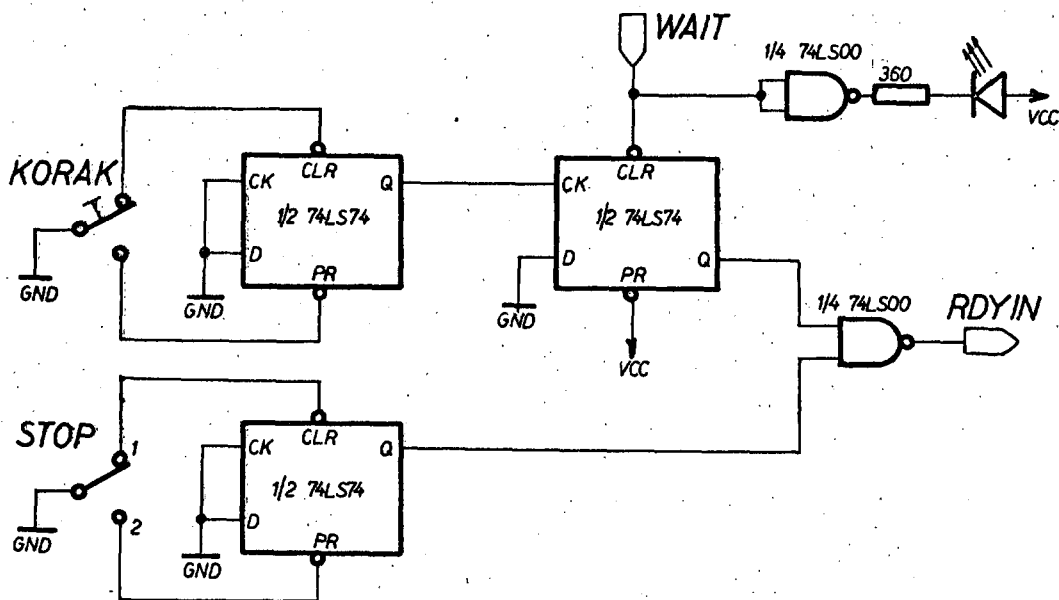 WAIT
1/4 74LS00
360
VCC
KORAK
CLR
CK
Q
1/2 74LS74
D
PR
GND
GND
CLR
CK
1/2 74LS74
D
PR
Q
GND
VCC
1/4 74LS00
RDYIN
STOP
1
2
GND
CLR
CK
Q
1/2 74LS74
D
PR
GND